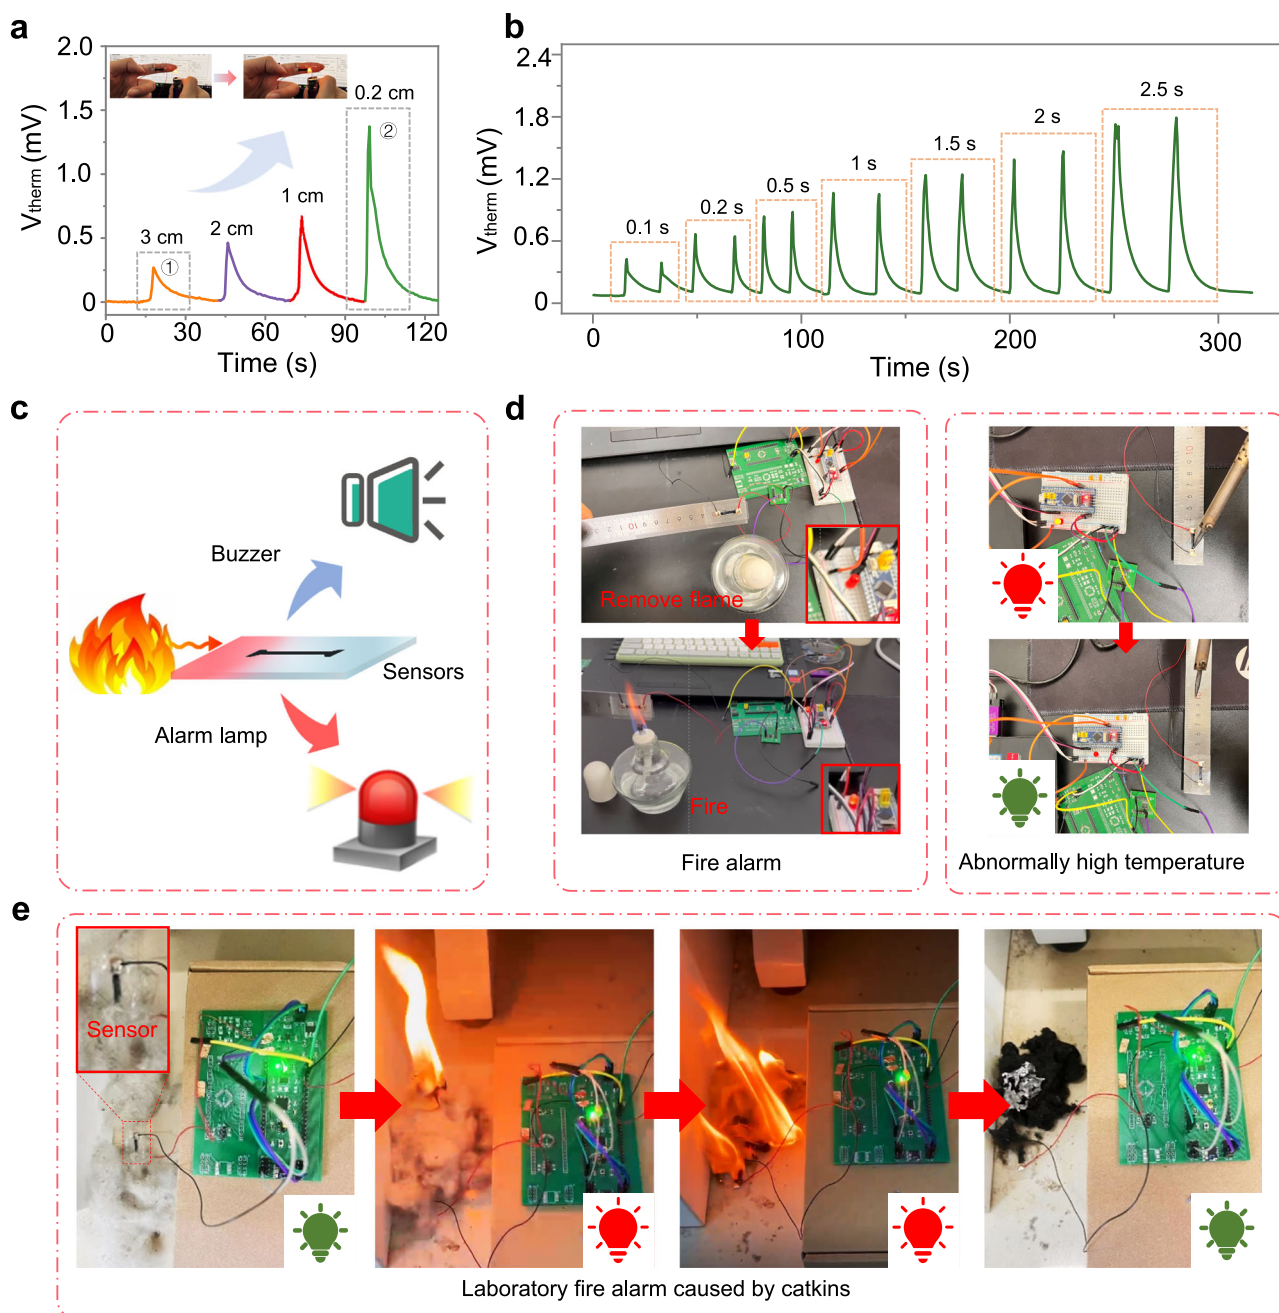 a
2.0
1.5
1.0
0.5
0
V_therm (mV)
0 30 60 90 120
Time (s)
3 cm
①
2 cm
1 cm
0.2 cm
②
b
2.4
1.8
1.2
0.6
0
V_therm (mV)
0 100 200 300
Time (s)
0.1 s
0.2 s
0.5 s
1 s
1.5 s
2 s
2.5 s
c
Buzzer
Sensors
Alarm lamp
d
Remove flame
Fire
Fire alarm
Abnormally high temperature
e
Sensor
Laboratory fire alarm caused by catkins